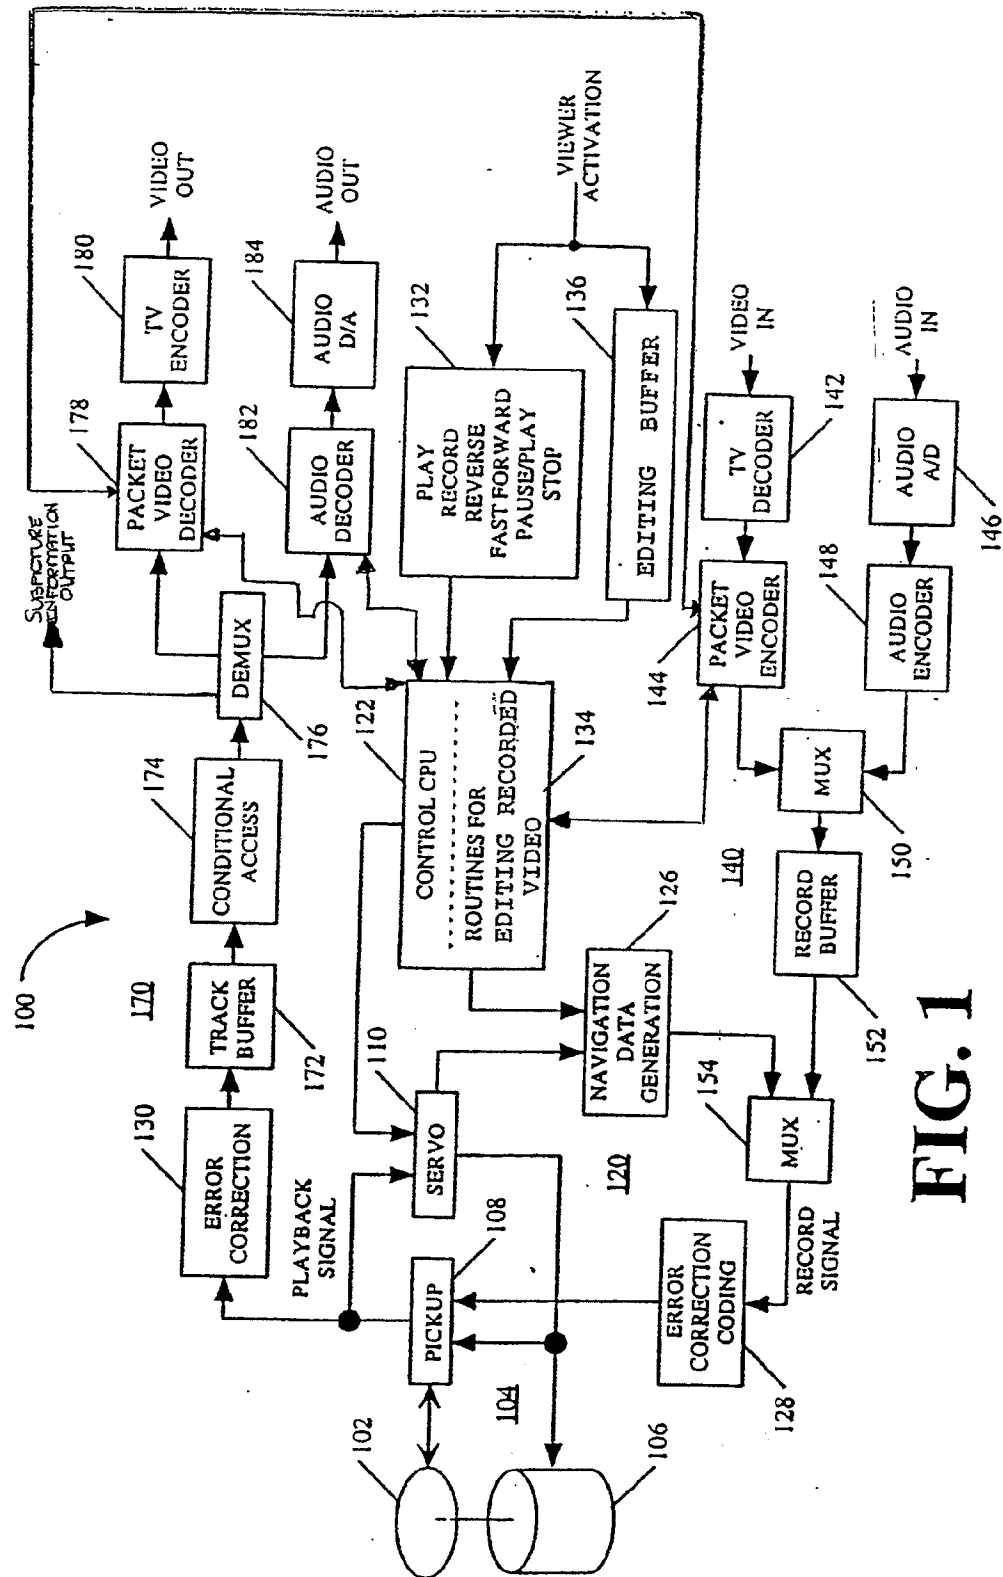 100
SUBPICTURE
INFORMATION
OUTPUT
130
ERROR
CORRECTION
170
TRACK
BUFFER
172
174
CONDITIONAL
ACCESS
DEMUX
176
178
PACKET
VIDEO
DECODER
180
TV
ENCODER
VIDEO
OUT
182
AUDIO
DECODER
184
AUDIO
D/A
AUDIO
OUT
PLAYBACK
SIGNAL
102
PICKUP
108
104
106
SERVO
110
122
CONTROL CPU
ROUTINES FOR
EDITING RECORDED
VIDEO
134
132
PLAY
RECORD
REVERSE
FAST FORWARD
PAUSE/PLAY
STOP
VIEWER
ACTIVATION
136
EDITING BUFFER
120
NAVIGATION
DATA
GENERATION
126
140
144
PACKET
VIDEO
ENCODER
TV
DECODER
142
VIDEO
IN
AUDIO
IN
AUDIO
A/D
146
148
AUDIO
ENCODER
MUX
150
RECORD
BUFFER
152
154
MUX
RECORD
SIGNAL
ERROR
CORRECTION
CODING
128
FIG. 1